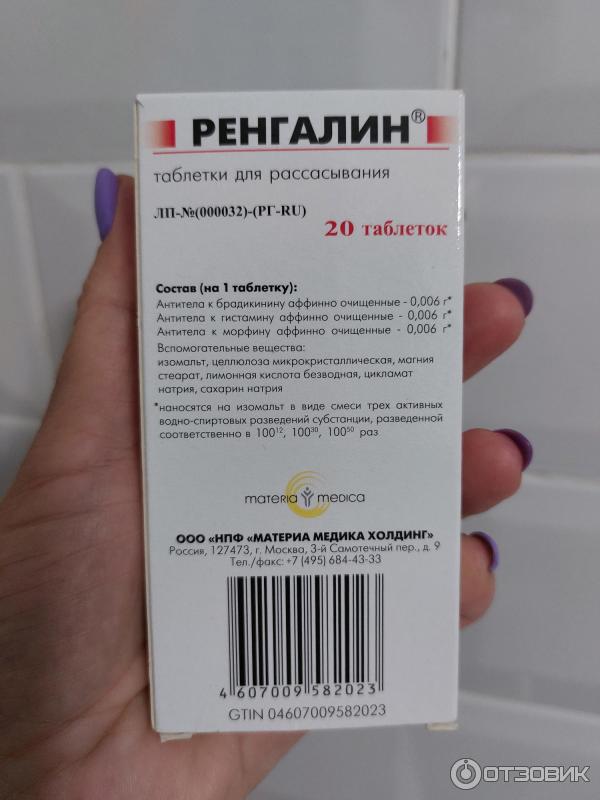 РЕНГАЛИН®
таблетки для рассасывания
ЛП-№(000032)-(РГ-RU)
20 таблеток
Состав (на 1 таблетку):
Антитела к брадикинину аффинно очищенные - 0,006 г*
Антитела к гистамину аффинно очищенные - 0,006 г*
Антитела к морфину аффинно очищенные - 0,006 г*
Вспомогательные вещества:
изомальт, целлюлоза микрокристаллическая, магния
стеарат, лимонная кислота безводная, цикламат
натрия, сахарин натрия
*наносятся на изомальт в виде смеси трех активных
водно-спиртовых разведений субстанции, разведенной
соответственно в 100¹², 100³⁰, 100⁵⁰ раз
materia medica
ООО «НПФ «МАТЕРИА МЕДИКА ХОЛДИНГ»
Россия, 127473, г. Москва, 3-й Самотечный пер., д. 9
Тел./факс: +7 (495) 684-43-33
4607009582023
GTIN 04607009582023
ОТЗОВИК